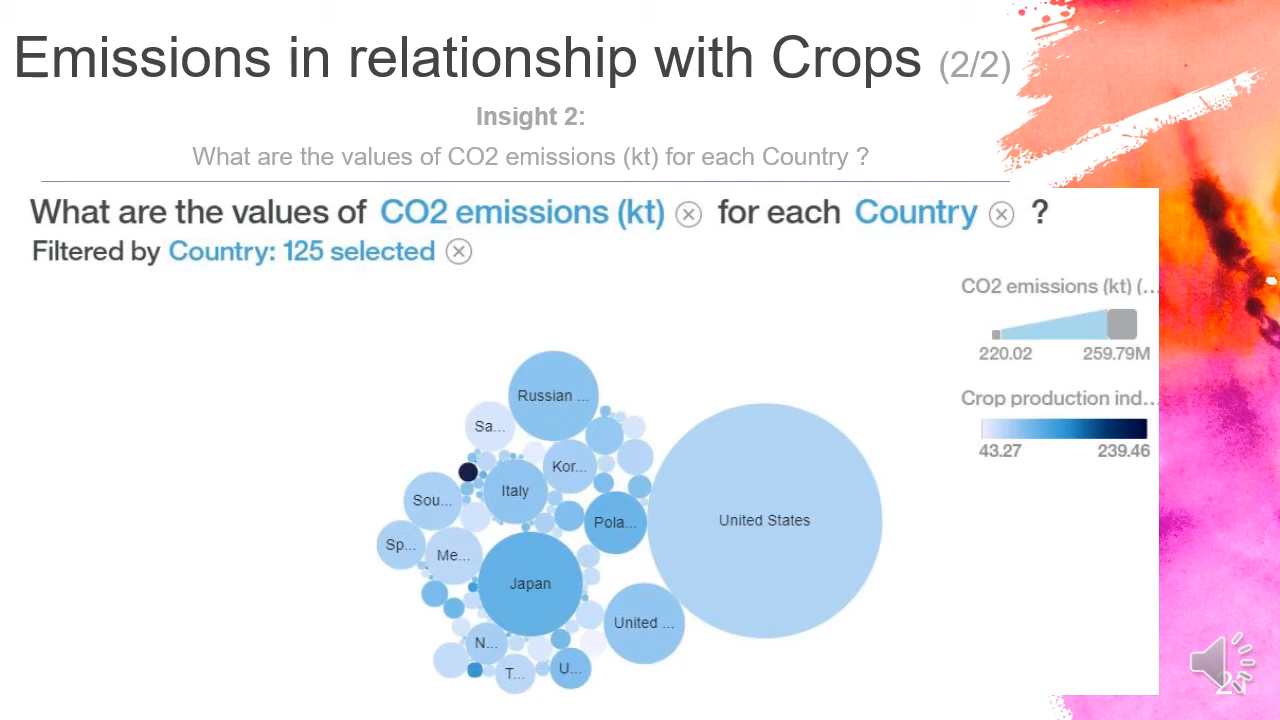 Emissions in relationship with Crops (2/2)
Insight 2:
What are the values of CO2 emissions (kt) for each Country ?
What are the values of CO2 emissions (kt) for each Country ?
Filtered by Country: 125 selected
CO2 emissions (kt) (...
220.02 259.79M
Crop production ind...
43.27 239.46
Russian ...
Sa...
Kor...
Italy
Sou...
Pola...
United States
Sp...
Me...
Japan
United ...
N...
T...
U...